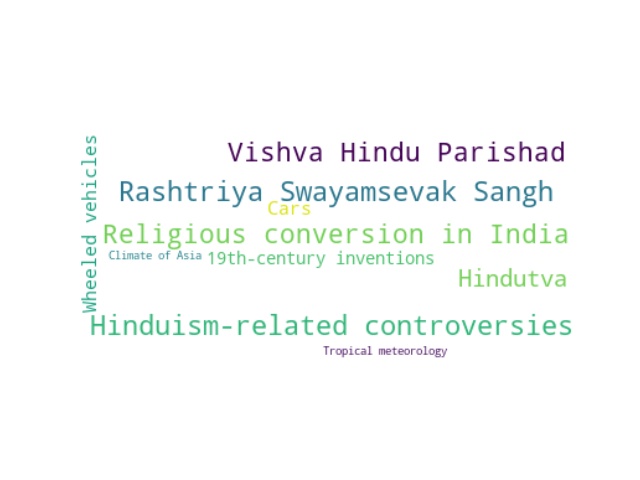 Wheeled vehicles
Vishva Hindu Parishad
Rashtriya Swayamsevak Sangh
Cars
Religious conversion in India
Climate of Asia
19th-century inventions
Hindutva
Hinduism-related controversies
Tropical meteorology